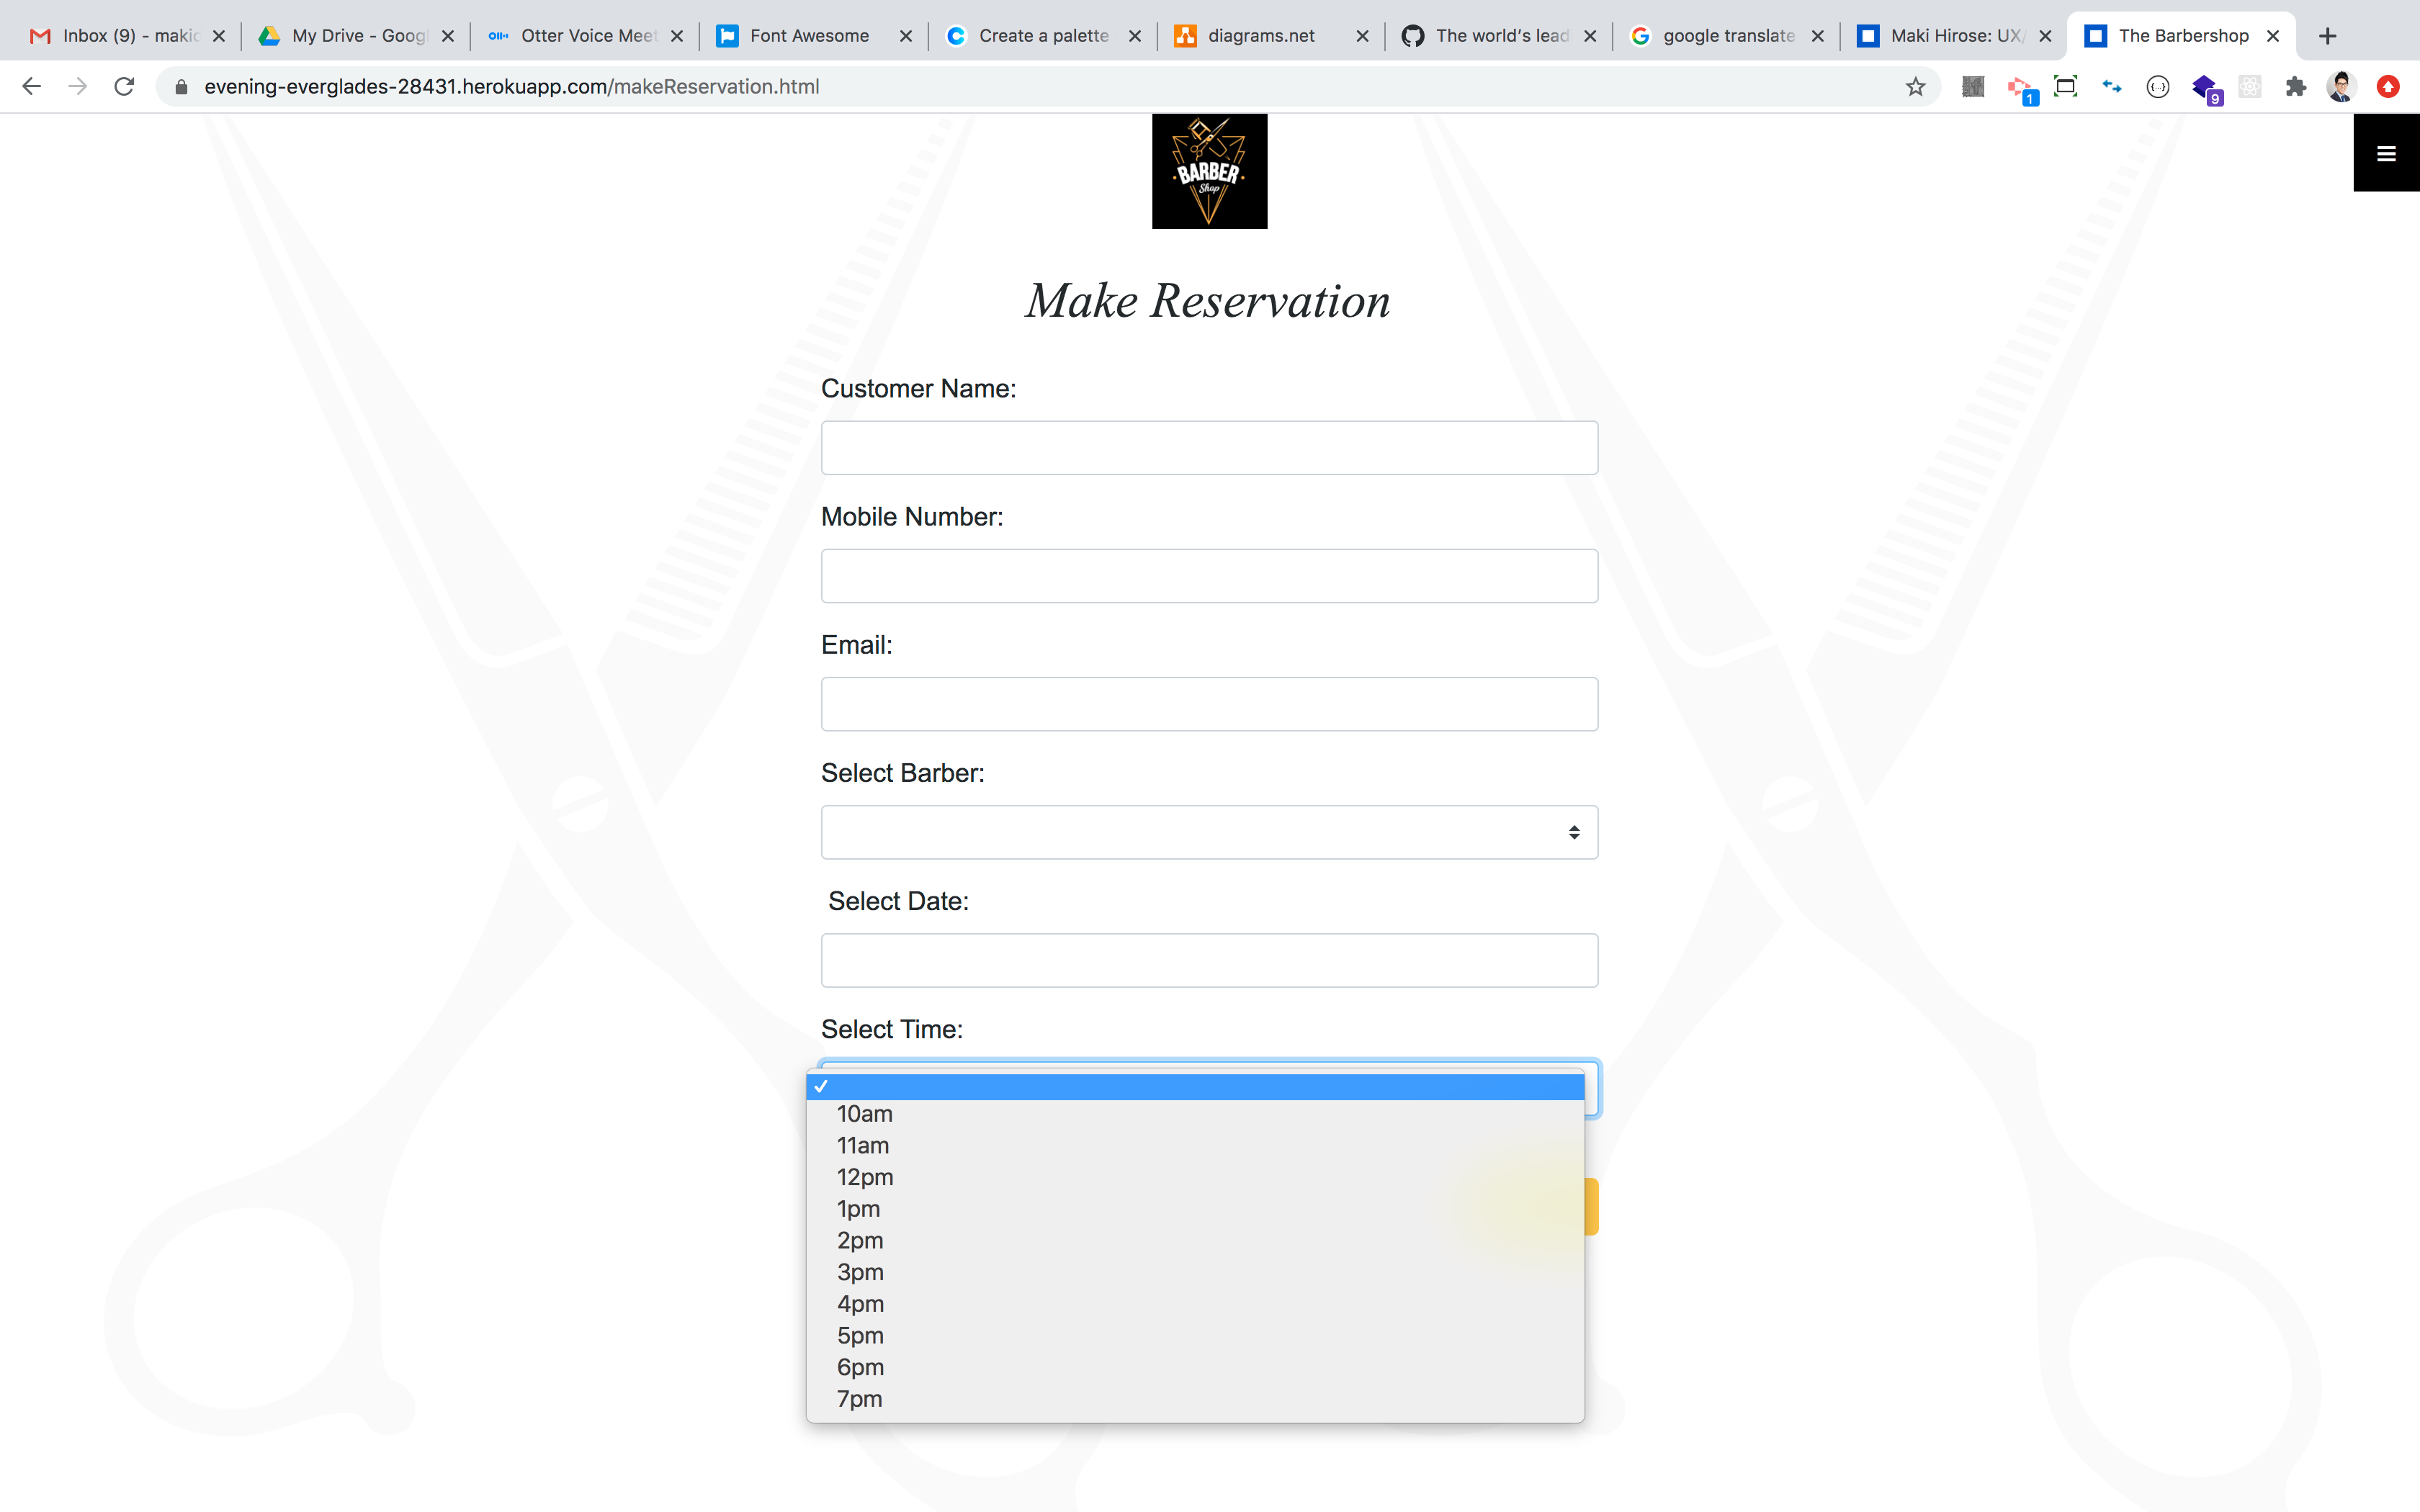 Inbox (9) - makic
My Drive - Googl
Otter Voice Meet
Font Awesome
Create a palette
diagrams.net
The world's lead
google translate
Maki Hirose: UX/
The Barbershop
evening-everglades-28431.herokuapp.com/makeReservation.html
1
9
BARBER
Shop
Make Reservation
Customer Name:
Mobile Number:
Email:
Select Barber:
Select Date:
Select Time:
10am
11am
12pm
1pm
2pm
3pm
4pm
5pm
6pm
7pm